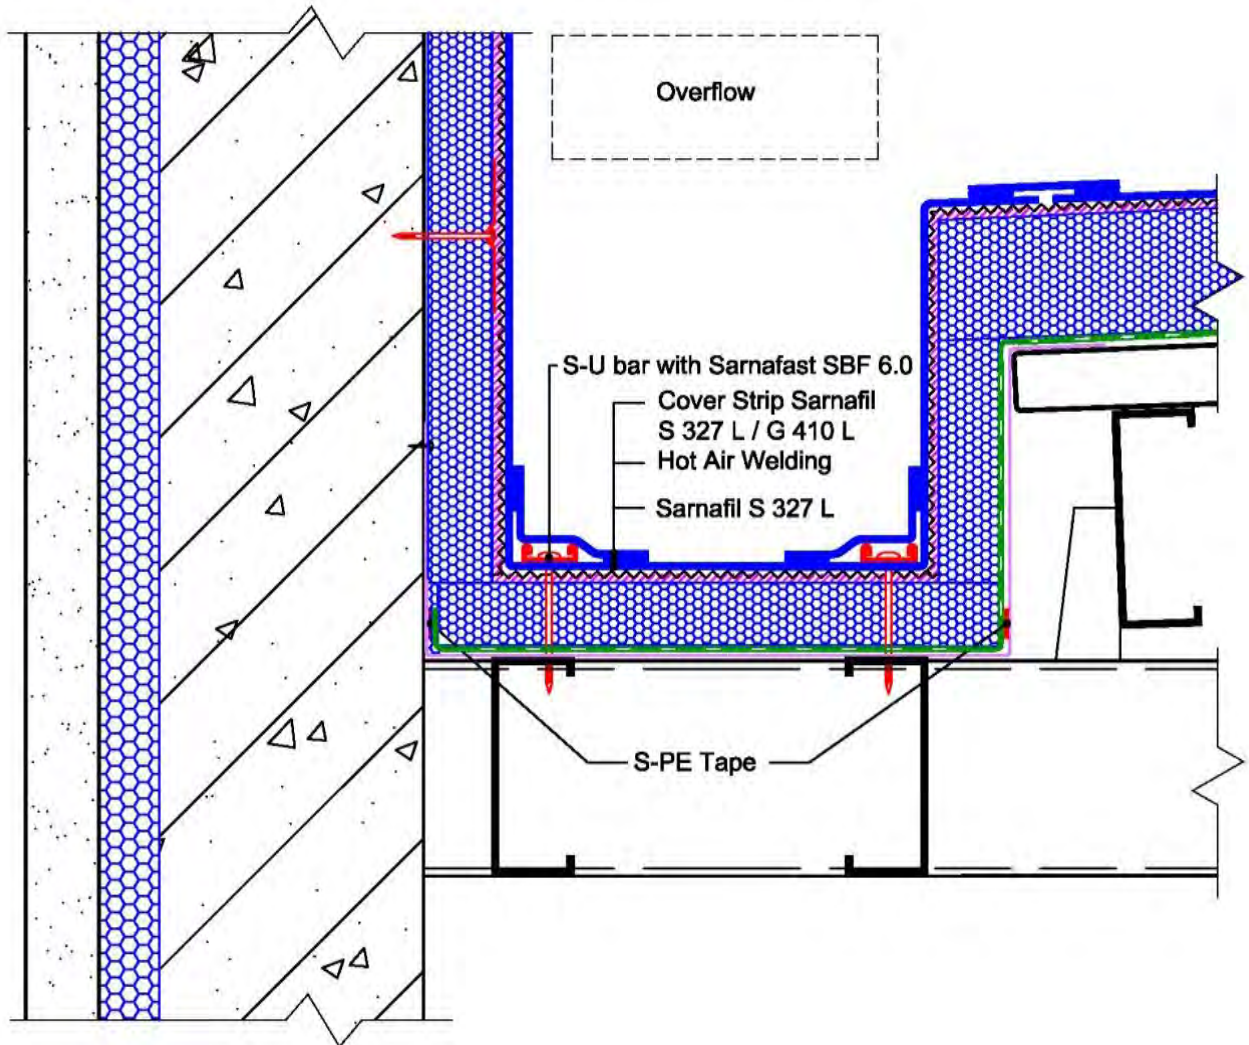 Overflow
S-U bar with Sarnafast SBF 6.0
Cover Strip Sarnafil
S 327 L / G 410 L
Hot Air Welding
Sarnafil S 327 L
S-PE Tape